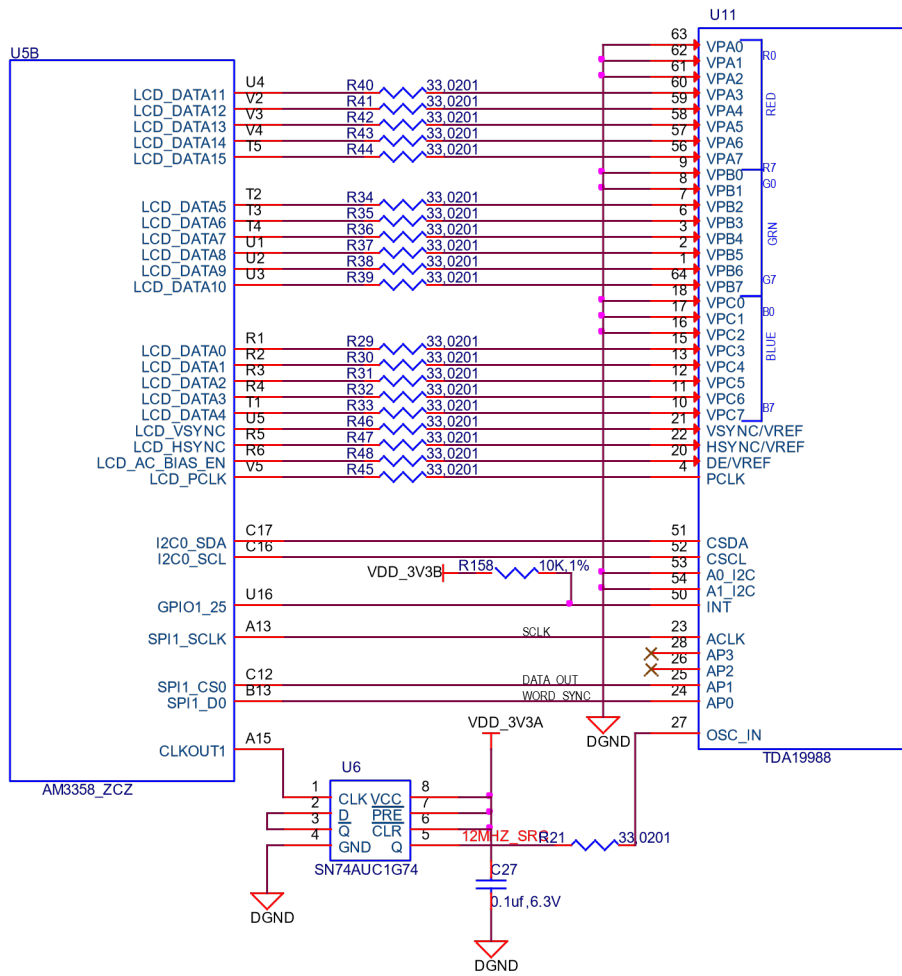 U11
U5B
63 VPA0
62 VPA1 R0
61 VPA2
LCD_DATA11 U4 R40 33,0201 60 VPA3
LCD_DATA12 V2 R41 33,0201 59 VPA4 RED
LCD_DATA13 V3 R42 33,0201 58 VPA5
LCD_DATA14 V4 R43 33,0201 57 VPA6
LCD_DATA15 T5 R44 33,0201 56 VPA7
9 VPB0 R7
8 VPB1 G0
LCD_DATA5 T2 R34 33,0201 7 VPB2
LCD_DATA6 T3 R35 33,0201 6 VPB3
LCD_DATA7 T4 R36 33,0201 3 VPB4 GRN
LCD_DATA8 U1 R37 33,0201 2 VPB5
LCD_DATA9 U2 R38 33,0201 1 VPB6
LCD_DATA10 U3 R39 33,0201 64 VPB7 G7
18 VPC0
17 VPC1 B0
16 VPC2
LCD_DATA0 R1 R29 33,0201 15 VPC3 BLUE
LCD_DATA1 R2 R30 33,0201 13 VPC4
LCD_DATA2 R3 R31 33,0201 12 VPC5
LCD_DATA3 R4 R32 33,0201 11 VPC6
LCD_DATA4 T1 R33 33,0201 10 VPC7 B7
LCD_VSYNC U5 R46 33,0201 21 VSYNC/VREF
LCD_HSYNC R5 R47 33,0201 22 HSYNC/VREF
LCD_AC_BIAS_EN R6 R48 33,0201 20 DE/VREF
LCD_PCLK V5 R45 33,0201 4 PCLK
I2C0_SDA C17 51 CSDA
I2C0_SCL C16 52 CSCL
VDD_3V3B R158 10K,1% 53 A0_I2C
54 A1_I2C
GPIO1_25 U16 50 INT
SPI1_SCLK A13 SCLK 23 ACLK
28 AP3
26 AP2
SPI1_CS0 C12 DATA_OUT 25 AP1
SPI1_D0 B13 WORD_SYNC 24 AP0
VDD_3V3A
DGND
27 OSC_IN
CLKOUT1 A15
TDA19988
AM3358_ZCZ
U6
1 CLK VCC 8
2 D PRE 7
3 Q CLR 6
4 GND Q 5
12MHZ_SRC R21 33,0201
SN74AUC1G74
C27
0.1uf,6.3V
DGND
DGND